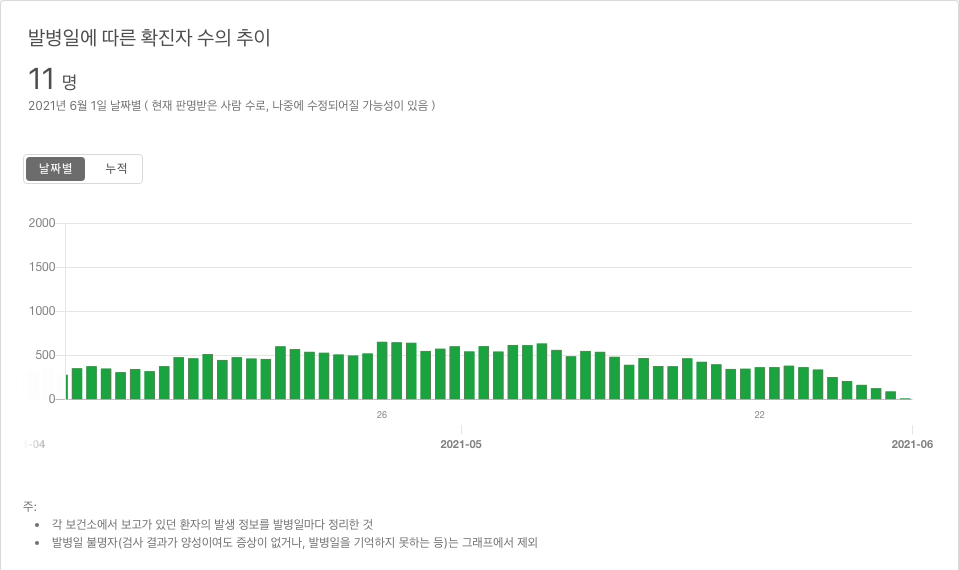 발병일에 따른 확진자 수의 추이
11 명
2021년 6월 1일 날짜별 ( 현재 판명받은 사람 수로, 나중에 수정되어질 가능성이 있음 )
날짜별 누적
2000
1500
1000
500
0
26 22
-04 2021-05 2021-06
주:
• 각 보건소에서 보고가 있던 환자의 발생 정보를 발병일마다 정리한 것
• 발병일 불명자(검사 결과가 양성이여도 증상이 없거나, 발병일을 기억하지 못하는 등)는 그래프에서 제외